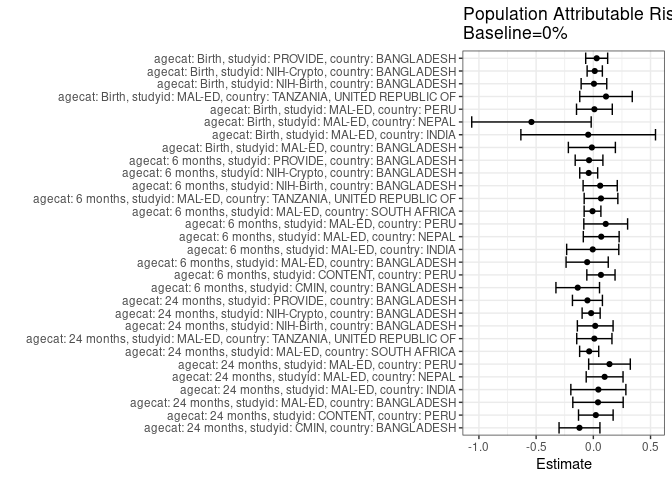 Population Attributable Ris
Baseline=0%
agecat: Birth, studyid: PROVIDE, country: BANGLADESH
agecat: Birth, studyid: NIH-Crypto, country: BANGLADESH
agecat: Birth, studyid: NIH-Birth, country: BANGLADESH
agecat: Birth, studyid: MAL-ED, country: TANZANIA, UNITED REPUBLIC OF
agecat: Birth, studyid: MAL-ED, country: PERU
agecat: Birth, studyid: MAL-ED, country: NEPAL
agecat: Birth, studyid: MAL-ED, country: INDIA
agecat: Birth, studyid: MAL-ED, country: BANGLADESH
agecat: 6 months, studyid: PROVIDE, country: BANGLADESH
agecat: 6 months, studyid: NIH-Crypto, country: BANGLADESH
agecat: 6 months, studyid: NIH-Birth, country: BANGLADESH
agecat: 6 months, studyid: MAL-ED, country: TANZANIA, UNITED REPUBLIC OF
agecat: 6 months, studyid: MAL-ED, country: SOUTH AFRICA
agecat: 6 months, studyid: MAL-ED, country: PERU
agecat: 6 months, studyid: MAL-ED, country: NEPAL
agecat: 6 months, studyid: MAL-ED, country: INDIA
agecat: 6 months, studyid: MAL-ED, country: BANGLADESH
agecat: 6 months, studyid: CONTENT, country: PERU
agecat: 6 months, studyid: CMIN, country: BANGLADESH
agecat: 24 months, studyid: PROVIDE, country: BANGLADESH
agecat: 24 months, studyid: NIH-Crypto, country: BANGLADESH
agecat: 24 months, studyid: NIH-Birth, country: BANGLADESH
agecat: 24 months, studyid: MAL-ED, country: TANZANIA, UNITED REPUBLIC OF
agecat: 24 months, studyid: MAL-ED, country: SOUTH AFRICA
agecat: 24 months, studyid: MAL-ED, country: PERU
agecat: 24 months, studyid: MAL-ED, country: NEPAL
agecat: 24 months, studyid: MAL-ED, country: INDIA
agecat: 24 months, studyid: MAL-ED, country: BANGLADESH
agecat: 24 months, studyid: CONTENT, country: PERU
agecat: 24 months, studyid: CMIN, country: BANGLADESH
-1.0 -0.5 0.0 0.5
Estimate